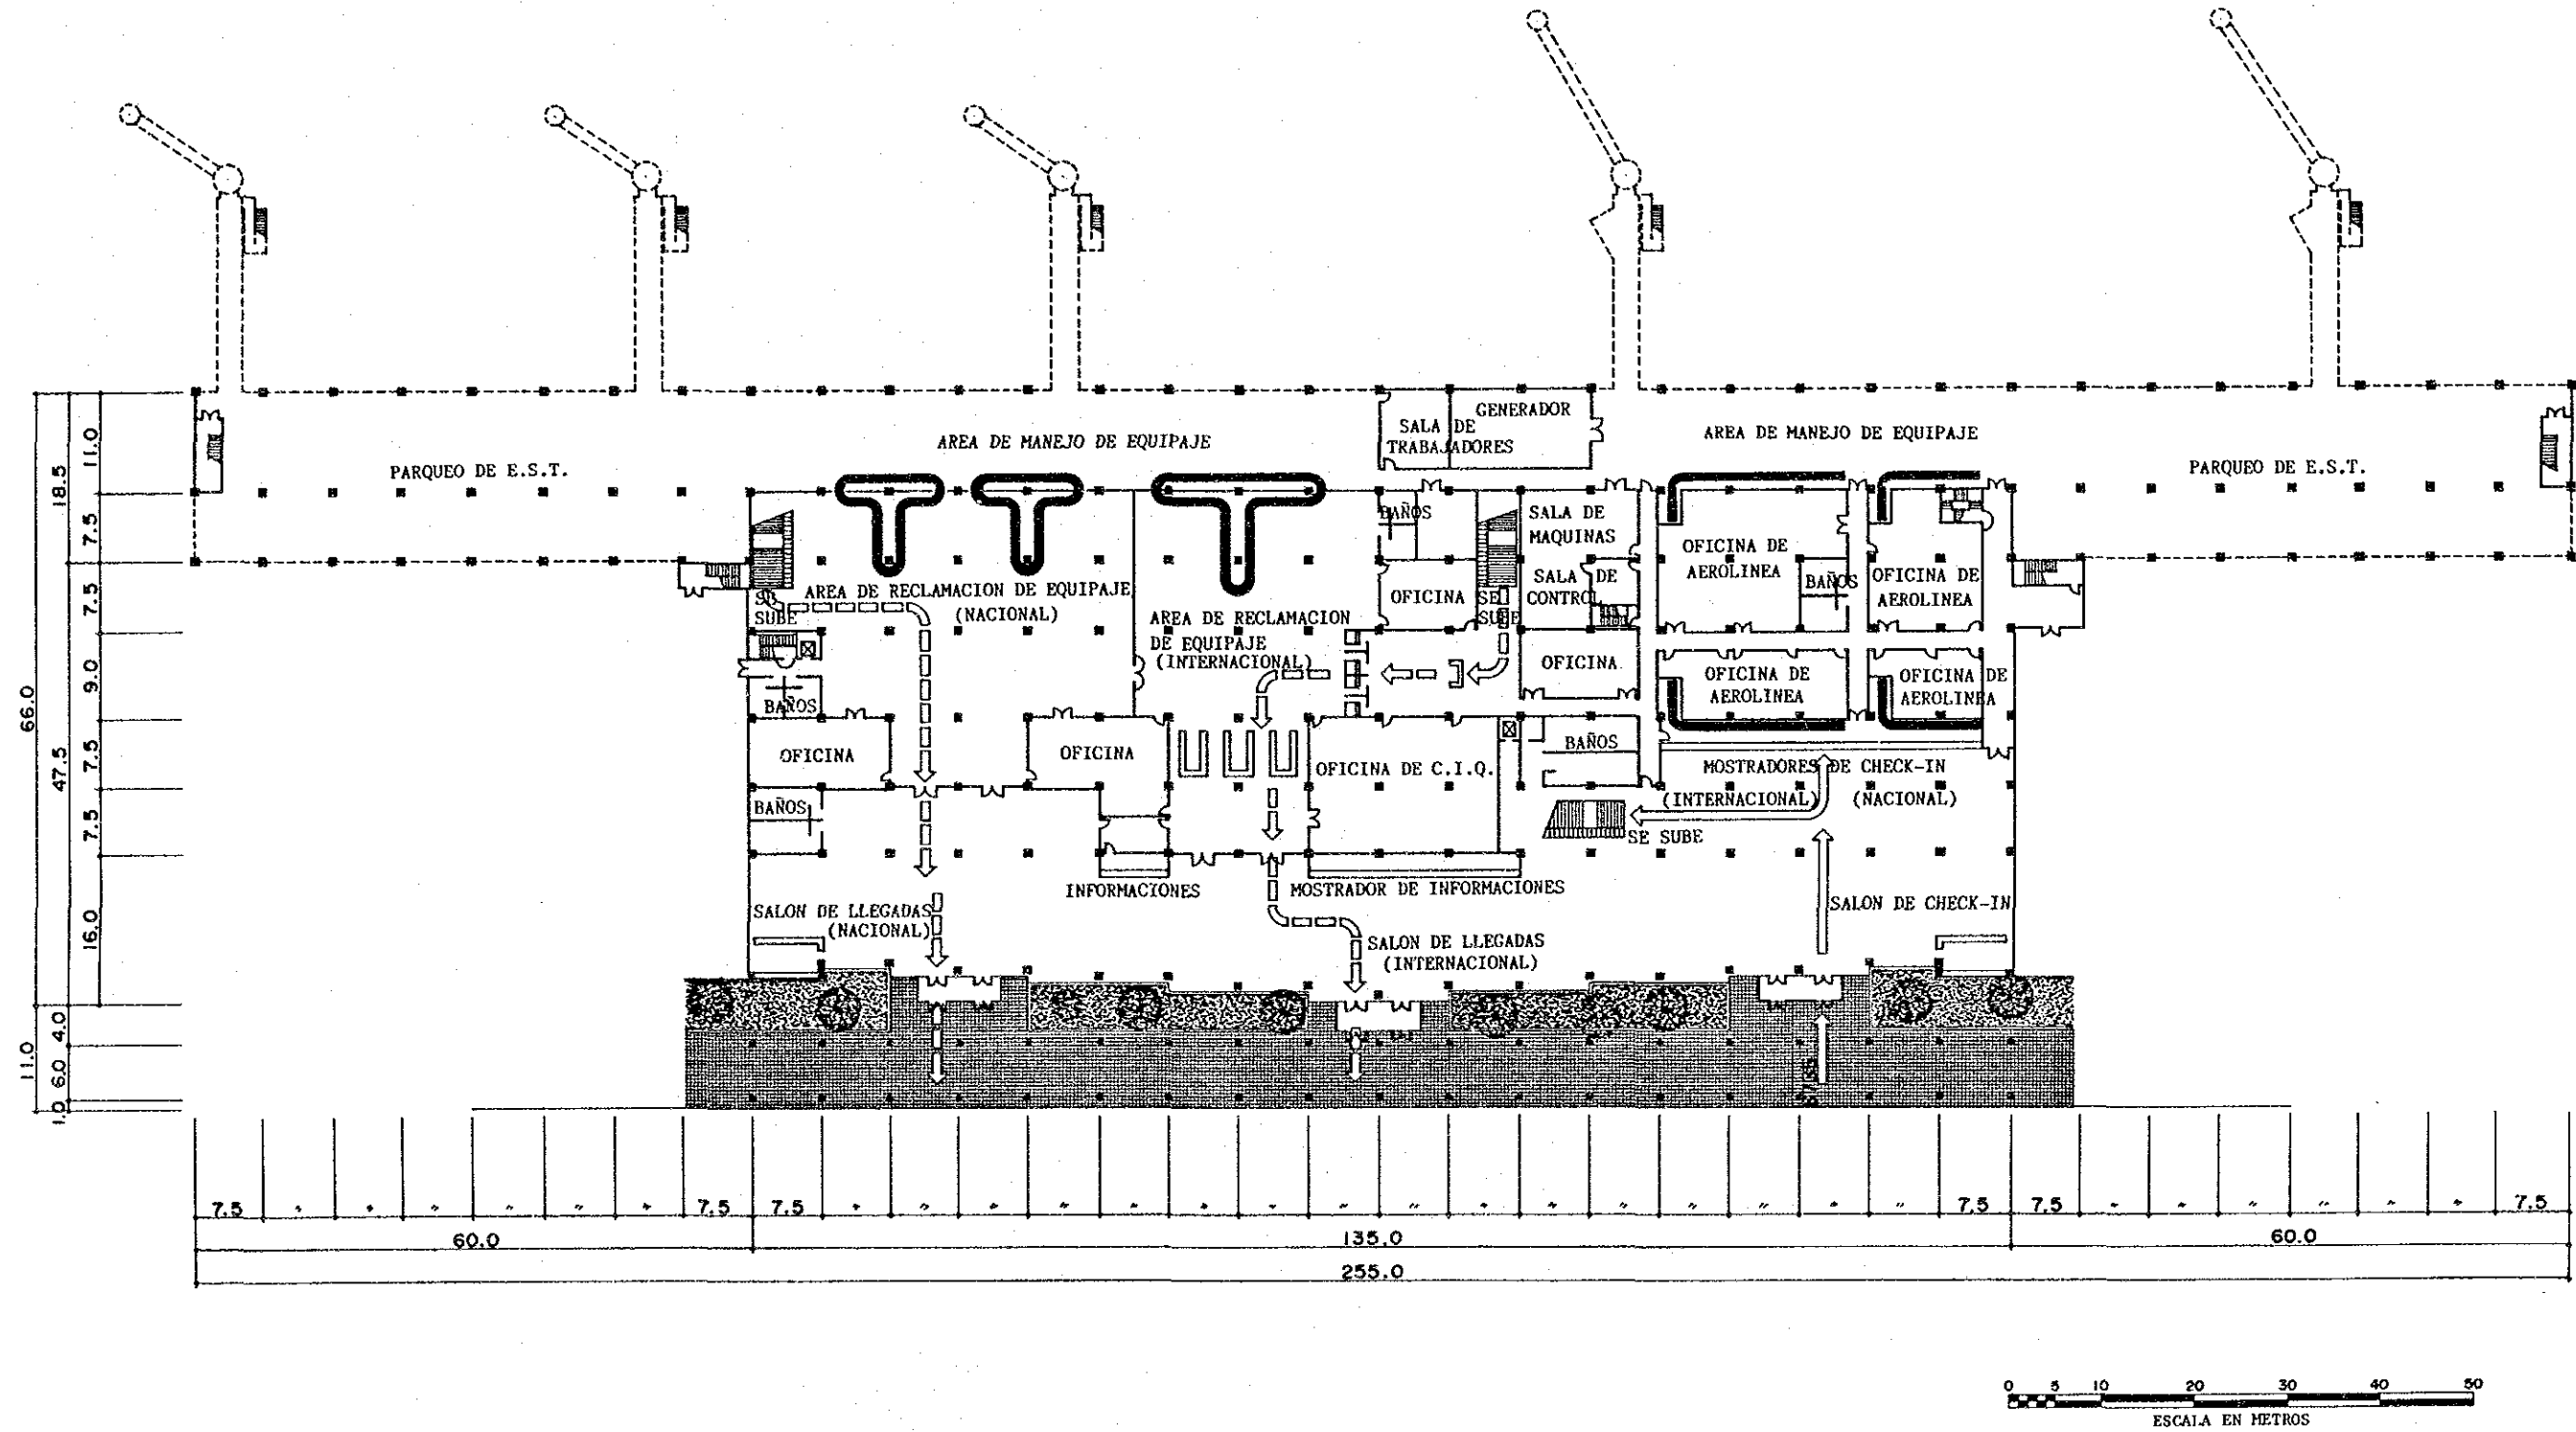 GENERADOR
SALA DE
TRABAJADORES
AREA DE MANEJO DE EQUIPAJE
AREA DE MANEJO DE EQUIPAJE
PARQUEO DE E.S.T.
PARQUEO DE E.S.T.
BAÑOS
SALA DE
MAQUINAS
OFICINA DE
AEROLINEA
BAÑOS
OFICINA DE
AEROLINEA
SALA DE
CONTROL
AREA DE RECLAMACION DE EQUIPAJE
(NACIONAL)
SE
SUBE
OFICINA
SE
SUBE
AREA DE RECLAMACION
DE EQUIPAJE
(INTERNACIONAL)
OFICINA
OFICINA DE
AEROLINEA
OFICINA DE
AEROLINEA
BAÑOS
OFICINA
OFICINA
OFICINA DE C.I.Q.
BAÑOS
MOSTRADORES DE CHECK-IN
(INTERNACIONAL)
(NACIONAL)
BAÑOS
SE SUBE
INFORMACIONES
MOSTRADOR DE INFORMACIONES
SALON DE LLEGADAS
(NACIONAL)
SALON DE CHECK-IN
SALON DE LLEGADAS
(INTERNACIONAL)
11.0
18.5
7.5
7.5
9.0
66.0
47.5
7.5
7.5
16.0
4.0
11.0
6.0
1.0
7.5 " " " " " " 7.5 7.5 " " " " " " " " " " " " " " " " 7.5 7.5 " " " " " " 7.5
60.0 135.0 60.0
255.0
0 5 10 20 30 40 50
ESCALA EN METROS